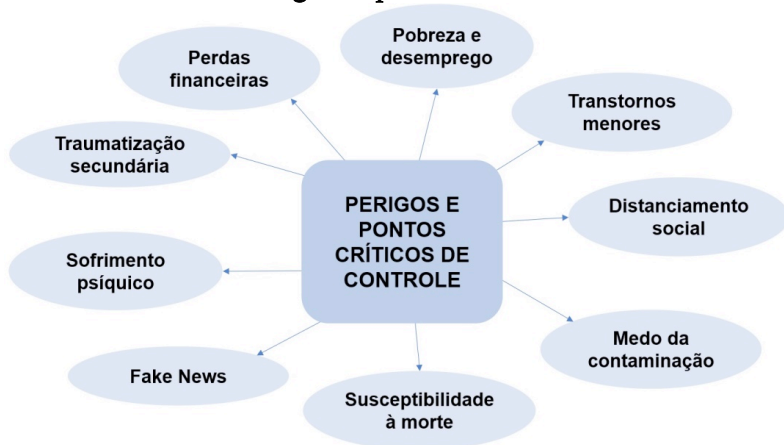 Pobreza e
desemprego
Perdas
financeiras
Transtornos
menores
Traumatização
secundária
PERIGOS E
PONTOS
CRÍTICOS DE
CONTROLE
Distanciamento
social
Sofrimento
psíquico
Medo da
contaminação
Fake News
Susceptibilidade
à morte